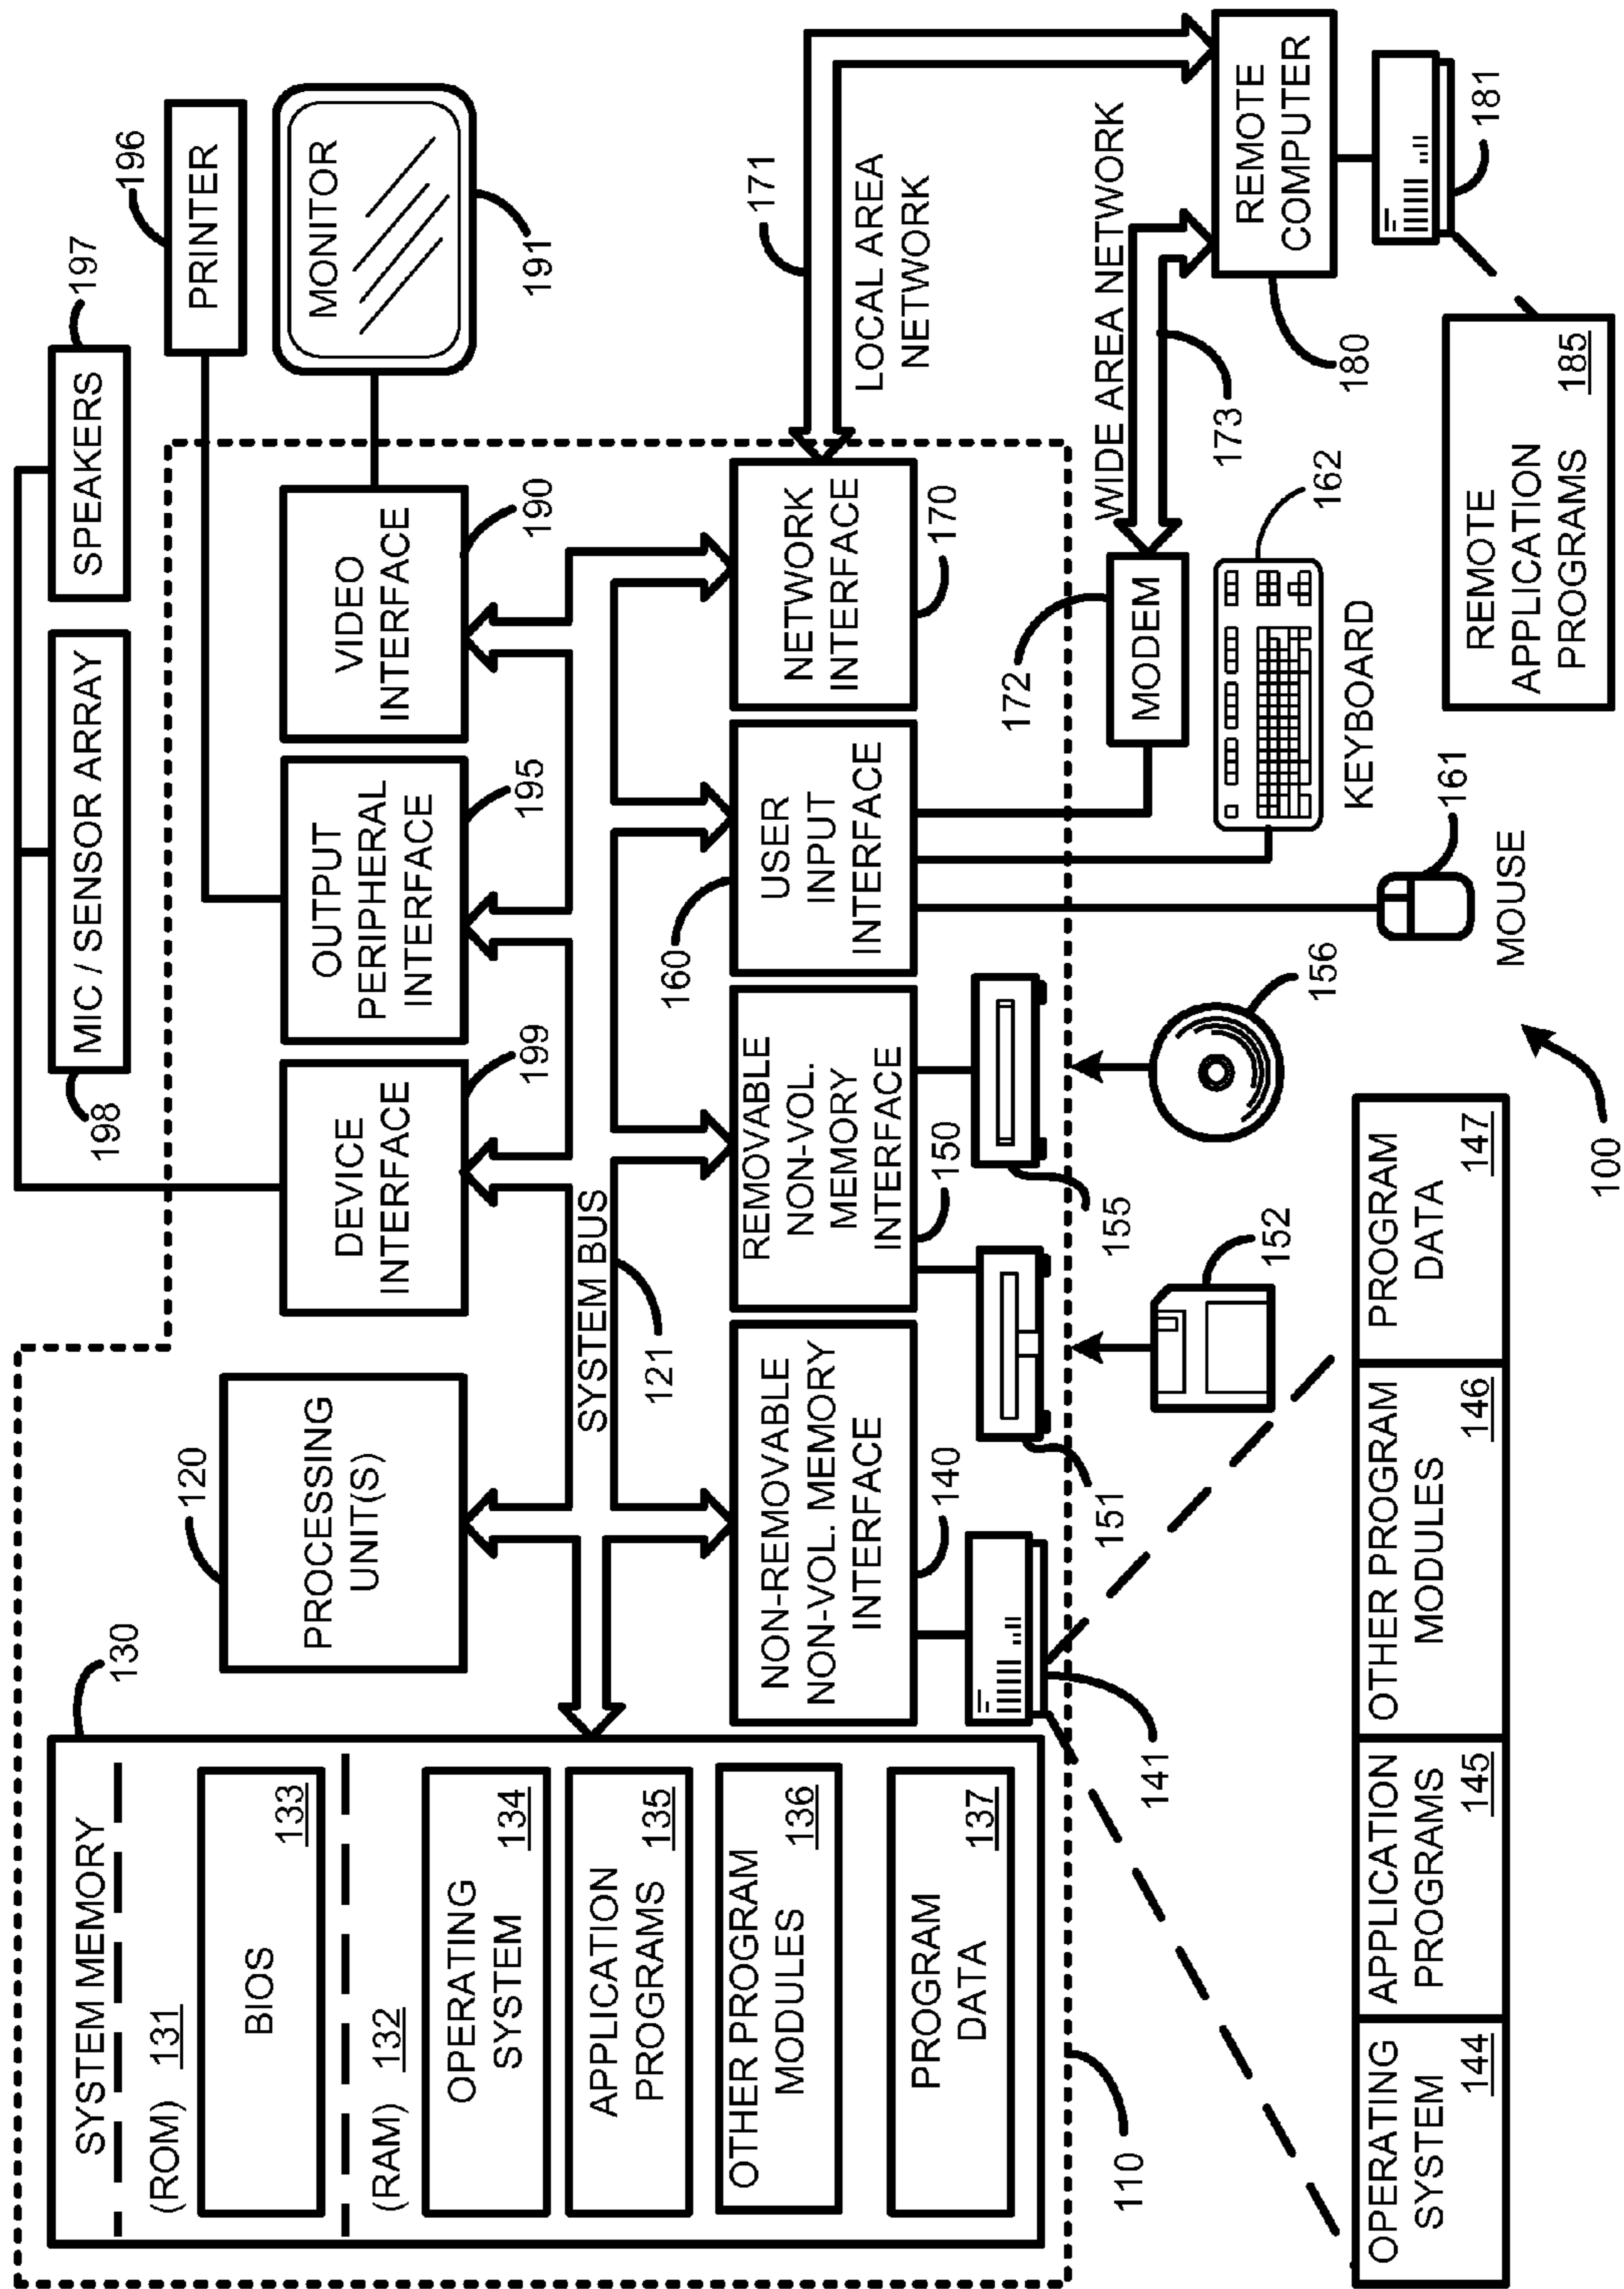 SYSTEM MEMORY
130
(ROM) 131
BIOS
133
(RAM) 132
OPERATING
SYSTEM
134
APPLICATION
PROGRAMS
135
OTHER PROGRAM
MODULES
136
PROGRAM
DATA
137
110
120
PROCESSING
UNIT(S)
SYSTEM BUS
121
198
MIC / SENSOR ARRAY
SPEAKERS
197
DEVICE
INTERFACE
199
OUTPUT
PERIPHERAL
INTERFACE
195
VIDEO
INTERFACE
190
PRINTER
196
MONITOR
191
NON-REMOVABLE
NON-VOL. MEMORY
INTERFACE
140
REMOVABLE
NON-VOL.
MEMORY
INTERFACE
150
160
USER
INPUT
INTERFACE
NETWORK
INTERFACE
170
171
LOCAL AREA
NETWORK
WIDE AREA NETWORK
173
172
MODEM
REMOTE
COMPUTER
180
181
141
151
155
152
156
MOUSE
161
KEYBOARD
162
REMOTE
APPLICATION
PROGRAMS
185
OPERATING
SYSTEM
144
APPLICATION
PROGRAMS
145
OTHER PROGRAM
MODULES
146
PROGRAM
DATA
147
100